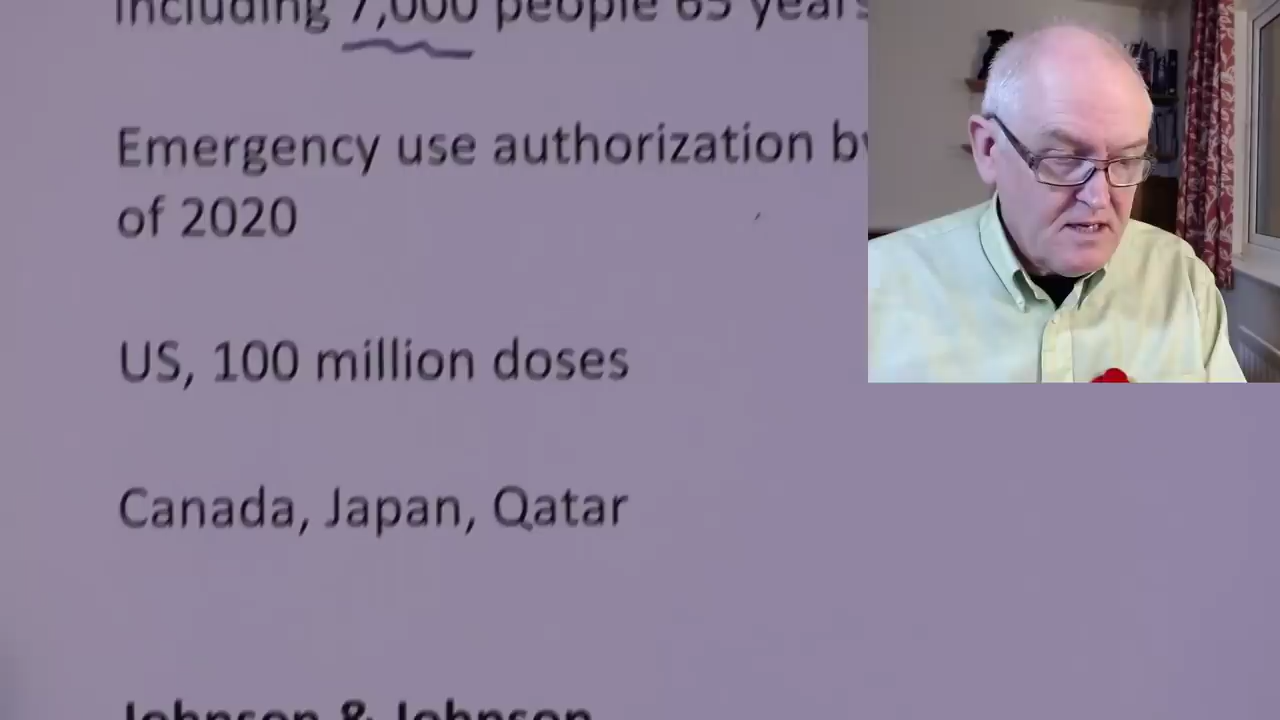 including 7,000 people 65 years
Emergency use authorization by
of 2020
US, 100 million doses
Canada, Japan, Qatar
Johnson & Johnson